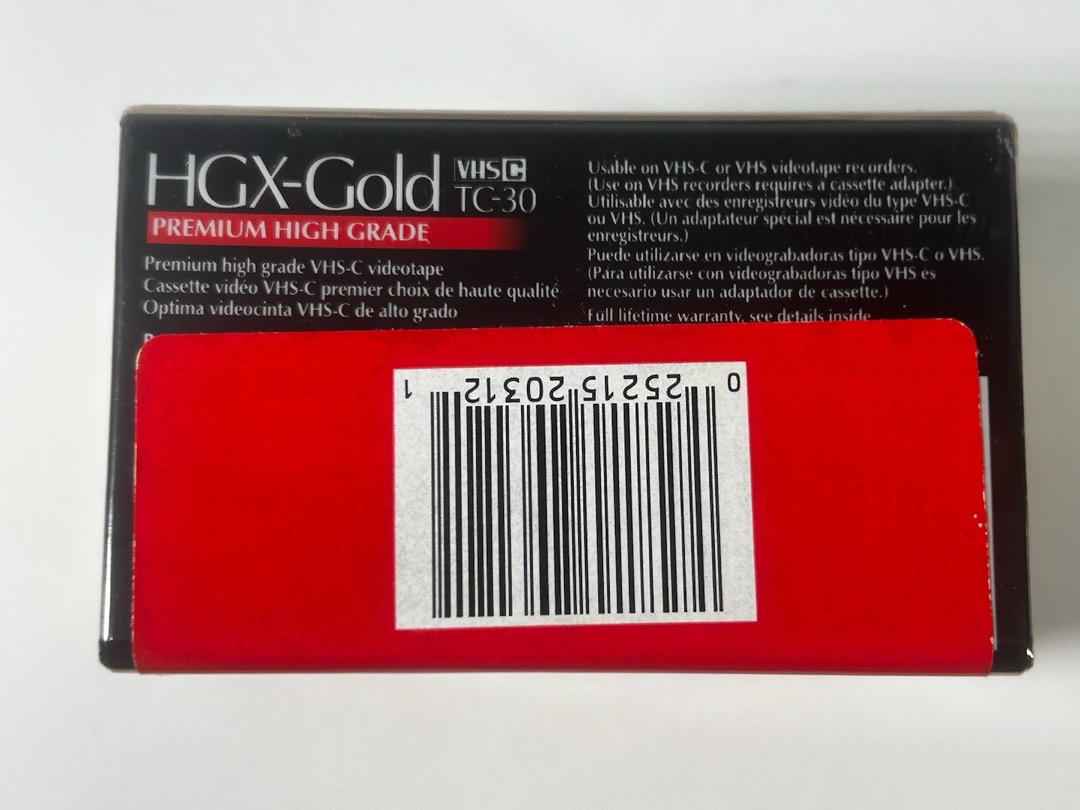 HGX-Gold VHS C
TC-30
PREMIUM HIGH GRADE
Premium high grade VHS-C videotape
Cassette vidéo VHS-C premier choix de haute qualité
Optima videocinta VHS-C de alto grado
Usable on VHS-C or VHS videotape recorders.
(Use on VHS recorders requires a cassette adapter.)
Utilisable avec des enregistreurs vidéo du type VHS-C
ou VHS. (Un adaptateur spécial est nécessaire pour les
enregistreurs.)
Puede utilizarse en videograbadoras tipo VHS-C o VHS.
(Para utilizarse con videograbadoras tipo VHS es
necesario usar un adaptador de cassette.)
Full lifetime warranty, see details inside
0 25215 20312 1